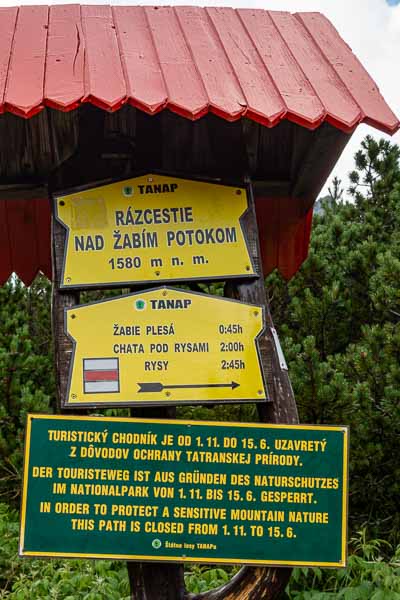 TANAP
RÁZCESTIE
NAD ŽABÍM POTOKOM
1580 m n. m.
TANAP
ŽABIE PLESÁ 0:45h
CHATA POD RYSAMI 2:00h
RYSY 2:45h
TURISTICKÝ CHODNÍK JE OD 1. 11. DO 15. 6. UZAVRETÝ
Z DÔVODOV OCHRANY TATRANSKEJ PRÍRODY.
DER TOURISTEWEG IST AUS GRÜNDEN DES NATURSCHUTZES
IM NATIONALPARK VON 1. 11. BIS 15. 6. GESPERRT.
IN ORDER TO PROTECT A SENSITIVE MOUNTAIN NATURE
THIS PATH IS CLOSED FROM 1. 11. TO 15. 6.
Štátne lesy TANAPu